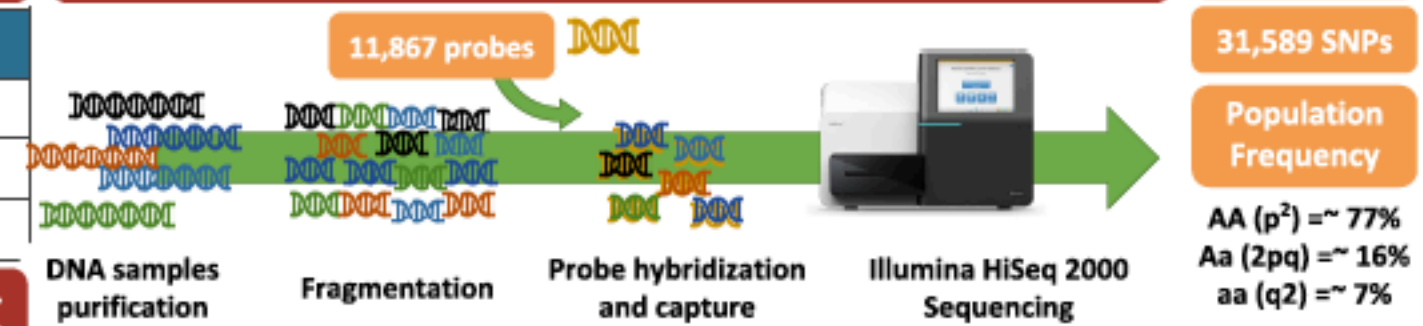 11,867 probes
31,589 SNPs
Population
Frequency
AA (p²) =~ 77%
Aa (2pq) =~ 16%
aa (q2) =~ 7%
DNA samples
purification
Fragmentation
Probe hybridization
and capture
Illumina HiSeq 2000
Sequencing